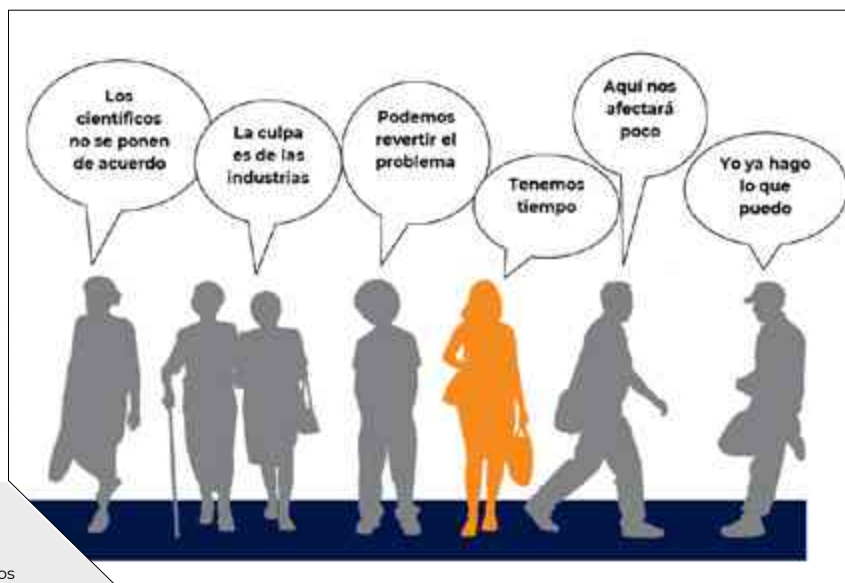 Los
científicos
no se ponen
de acuerdo
La culpa
es de las
industrias
Podemos
revertir el
problema
Tenemos
tiempo
Aquí nos
afectará
poco
Yo ya hago
lo que
puedo
os